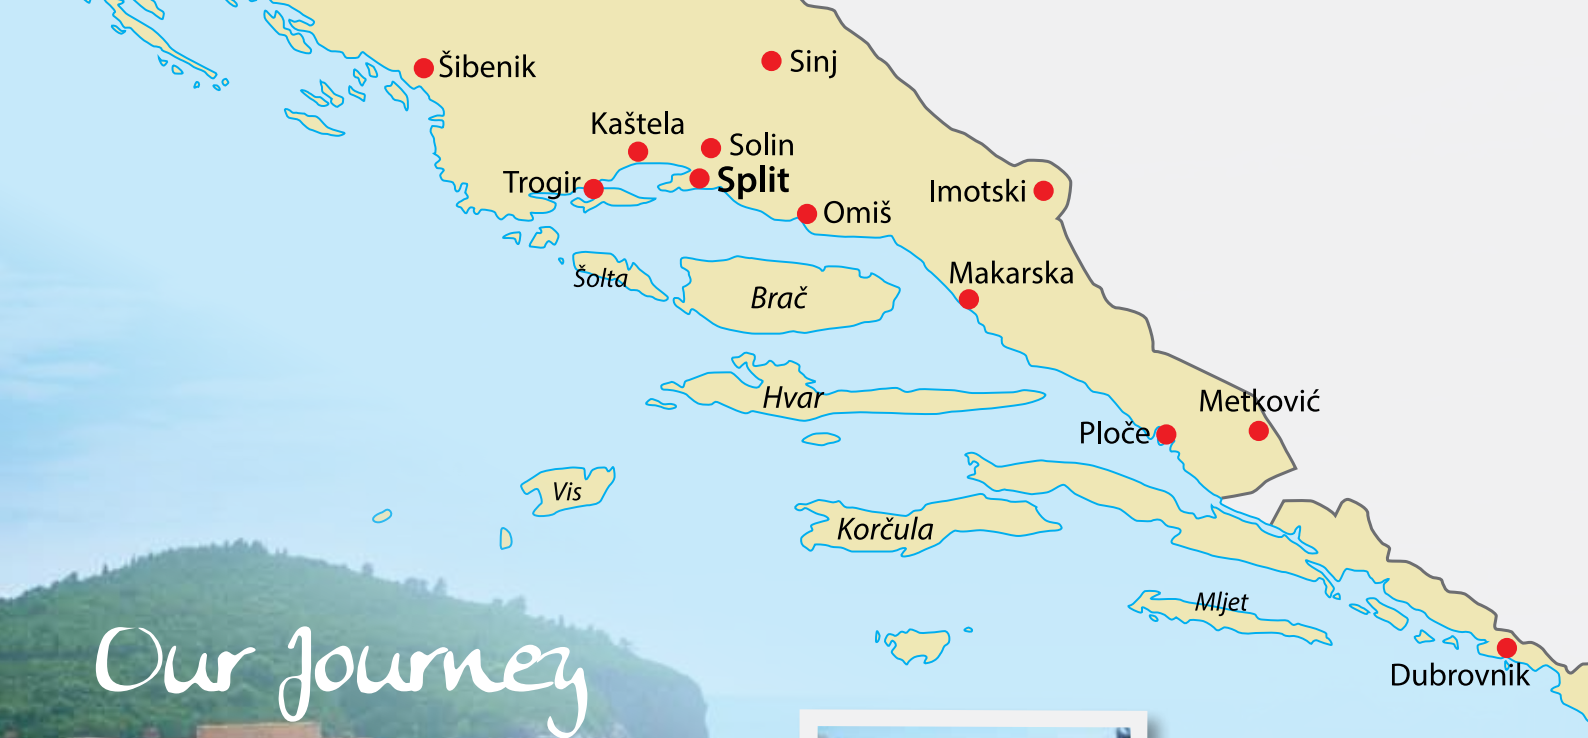 Šibenik
Sinj
Kaštela
Solin
Trogir
Split
Imotski
Omiš
Makarska
Šolta
Brač
Hvar
Metković
Ploče
Vis
Korčula
Mljet
Our Journey
Dubrovnik